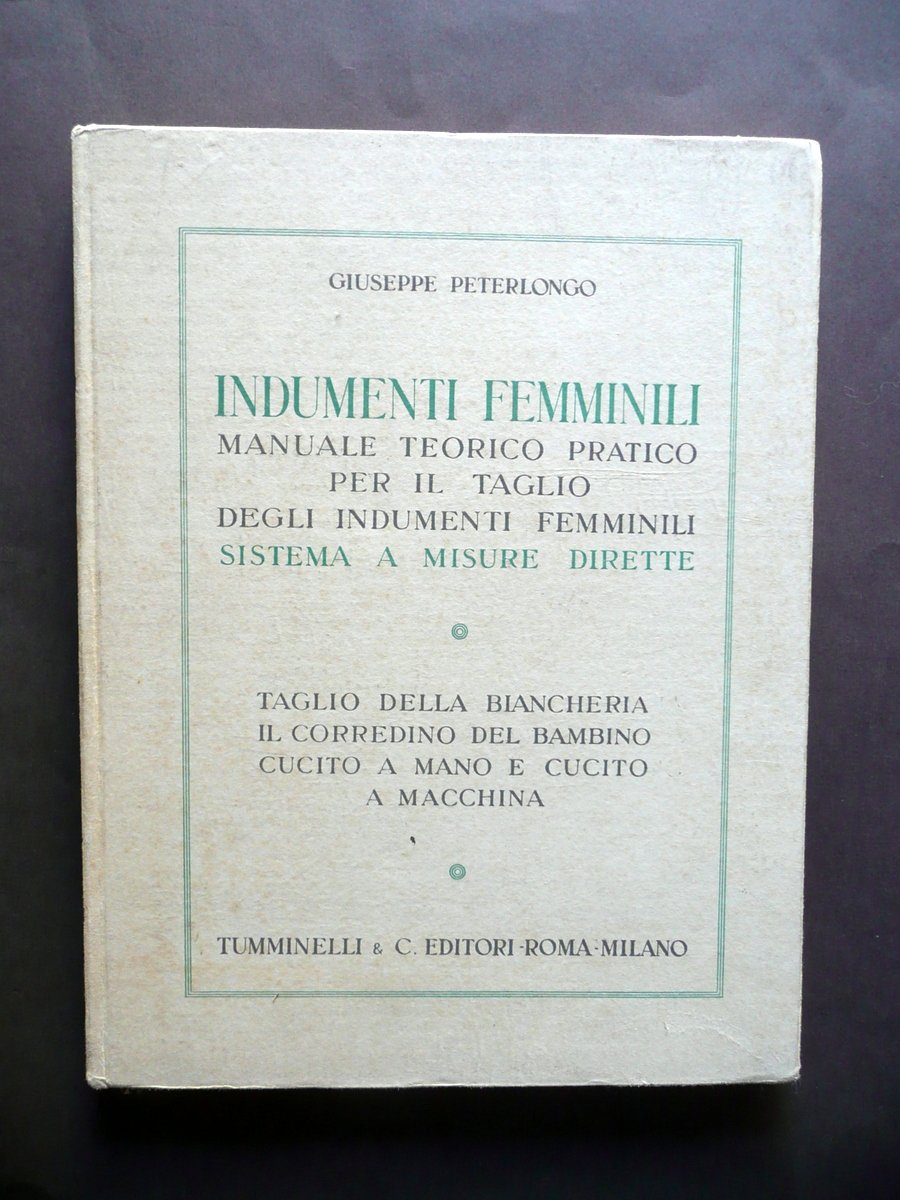 GIUSEPPE PETERLONGO
INDUMENTI FEMMINILI
MANUALE TEORICO PRATICO
PER IL TAGLIO
DEGLI INDUMENTI FEMMINILI
SISTEMA A MISURE DIRETTE
TAGLIO DELLA BIANCHERIA
IL CORREDINO DEL BAMBINO
CUCITO A MANO E CUCITO
A MACCHINA
TUMMINELLI & C. EDITORI-ROMA-MILANO